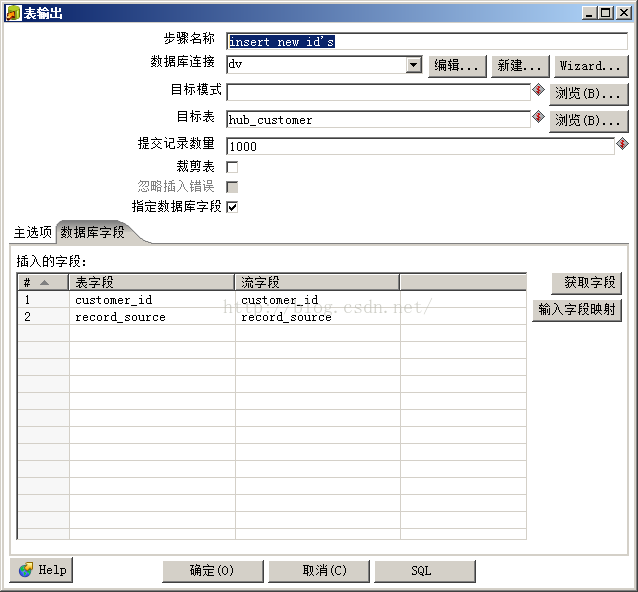 表输出
步骤名称 insert new id's
数据库连接 dv 编辑... 新建... Wizard...
目标模式 浏览(B)...
目标表 hub_customer 浏览(B)...
提交记录数量 1000
裁剪表
忽略插入错误
指定数据库字段
主选项 数据库字段
插入的字段:
# 表字段 流字段 获取字段
1 customer_id customer_id
http://blog.csdn.net/
2 record_source record_source 输入字段映射
Help 确定(O) 取消(C) SQL